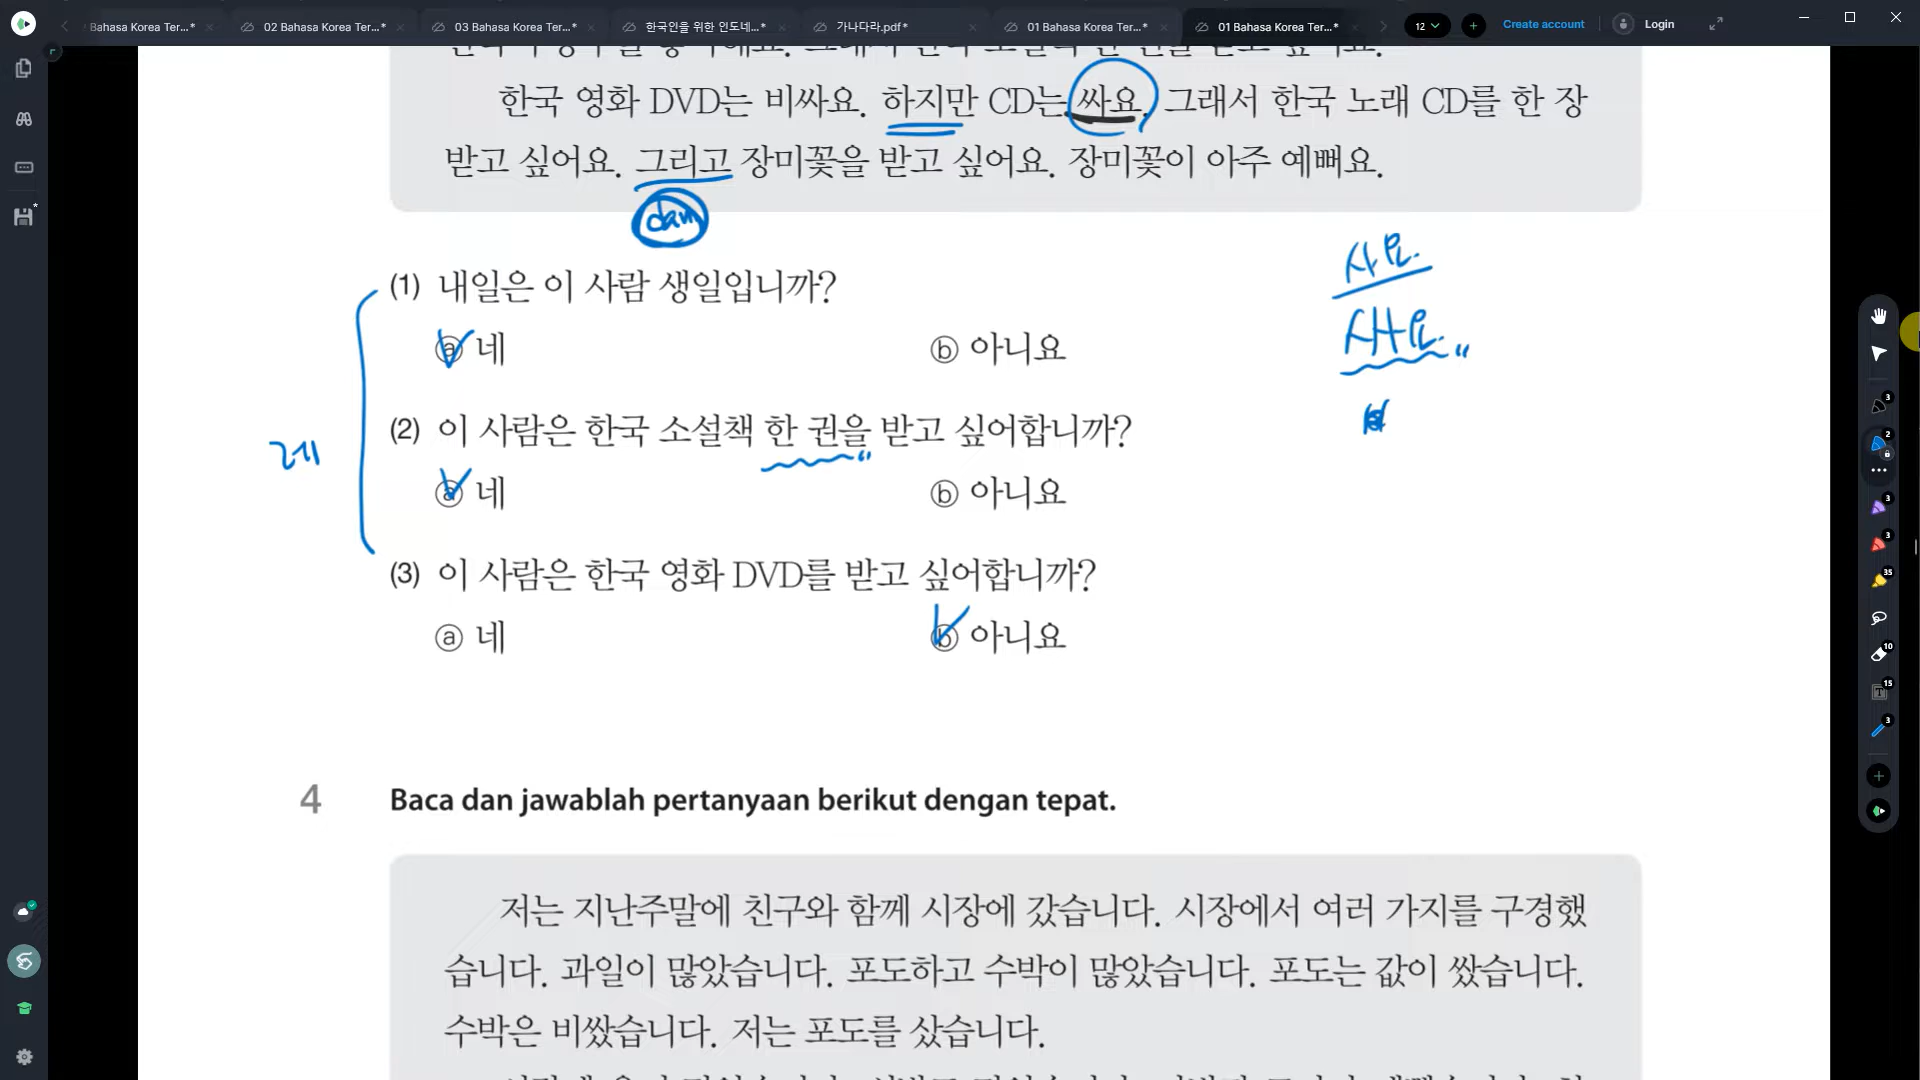 Bahasa Korea Ter...*
02 Bahasa Korea Ter...*
03 Bahasa Korea Ter...*
한국인을 위한 인도네...*
가나다라.pdf*
01 Bahasa Korea Ter...*
01 Bahasa Korea Ter...*
12
Create account
Login
한국 영화 DVD는 비싸요. 하지만 CD는 싸요. 그래서 한국 노래 CD를 한 장
받고 싶어요. 그리고 장미꽃을 받고 싶어요. 장미꽃이 아주 예뻐요.
dan
(1) 내일은 이 사람 생일입니까?
ⓐ 네 ⓑ 아니요
(2) 이 사람은 한국 소설책 한 권을 받고 싶어합니까?
ⓐ 네 ⓑ 아니요
(3) 이 사람은 한국 영화 DVD를 받고 싶어합니까?
ⓐ 네 ⓑ 아니요
4 Baca dan jawablah pertanyaan berikut dengan tepat.
저는 지난주말에 친구와 함께 시장에 갔습니다. 시장에서 여러 가지를 구경했
습니다. 과일이 많았습니다. 포도하고 수박이 많았습니다. 포도는 값이 쌌습니다.
수박은 비쌌습니다. 저는 포도를 샀습니다.
3
2
3
3
35
10
15
3